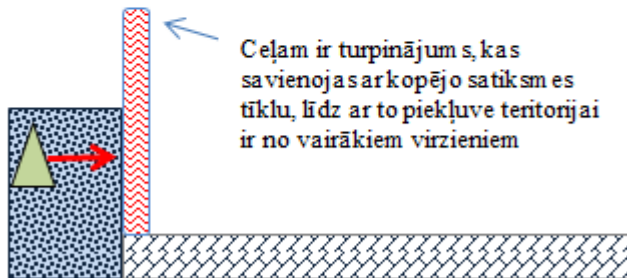 Ceļam ir turpinājums, kas
savienojas ar kopējo satiksmes
tīklu, līdz ar to piekļuve teritorijai
ir no vairākiem virzieniem